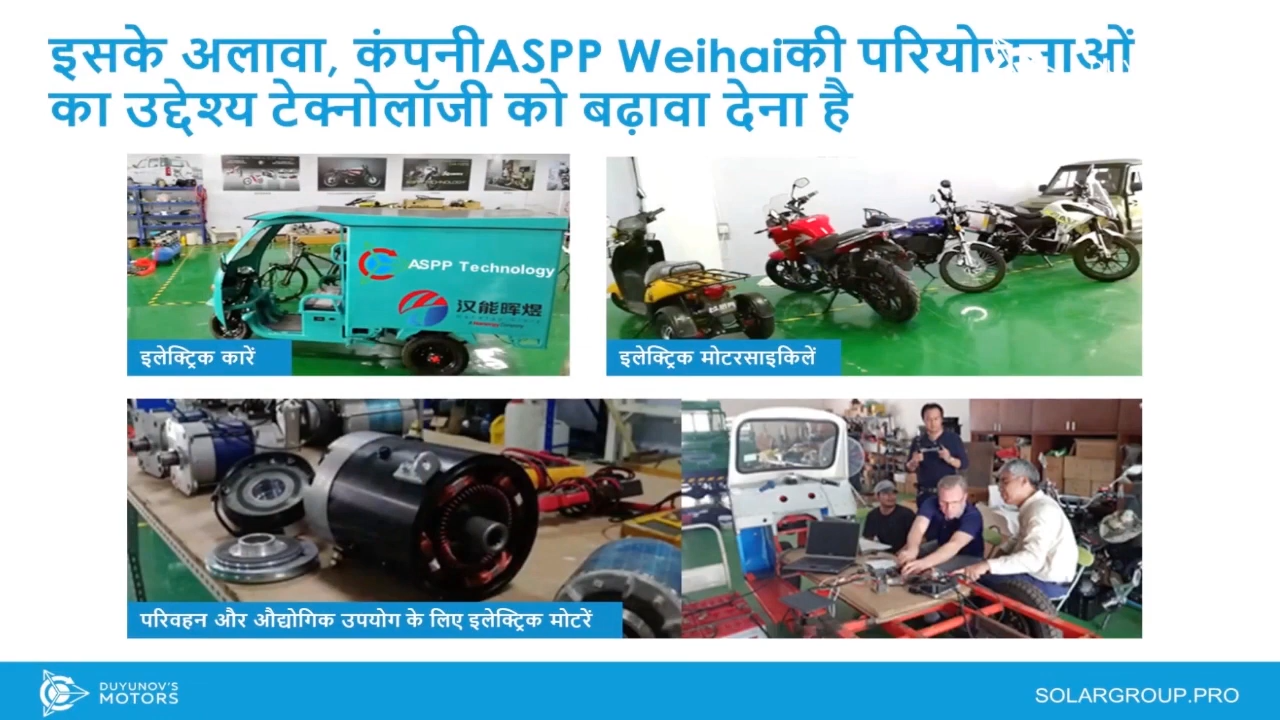 इसके अलावा, कंपनीASPP Weihaiकी परियोजनाओं
का उद्देश्य टेक्नोलॉजी को बढ़ावा देना है
ASPP Technology
汉能晖煜
इलेक्ट्रिक कारें
इलेक्ट्रिक मोटरसाइकिलें
परिवहन और औद्योगिक उपयोग के लिए इलेक्ट्रिक मोटरें
DUYUNOV'S
MOTORS
SOLARGROUP.PRO